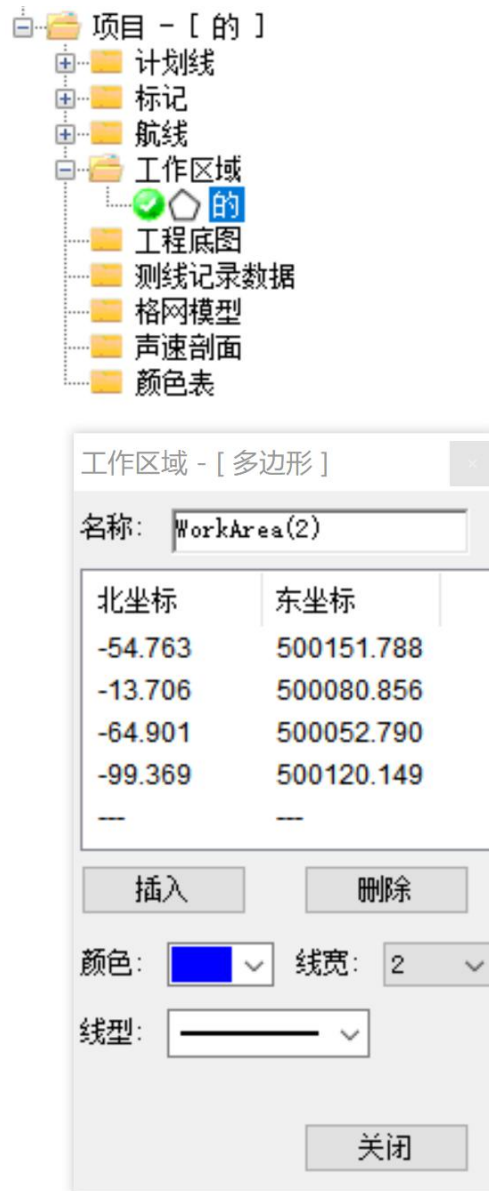 项目 - [ 的 ]
计划线
标记
航线
工作区域
的
工程底图
测线记录数据
格网模型
声速剖面
颜色表
工作区域 - [ 多边形 ]
名称: WorkArea(2)
北坐标 东坐标
-54.763 500151.788
-13.706 500080.856
-64.901 500052.790
-99.369 500120.149
--- ---
插入 删除
颜色: 线宽: 2
线型:
关闭